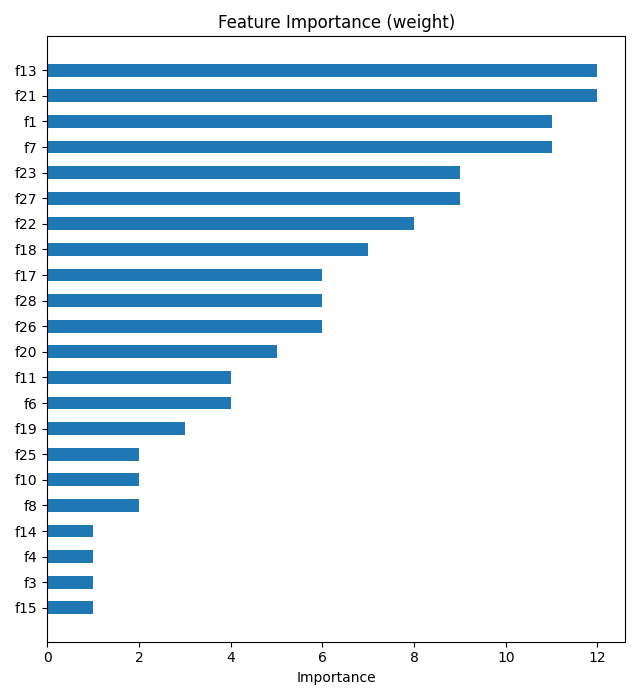 Feature Importance (weight)
f13
f21
f1
f7
f23
f27
f22
f18
f17
f28
f26
f20
f11
f6
f19
f25
f10
f8
f14
f4
f3
f15
0 2 4 6 8 10 12
Importance